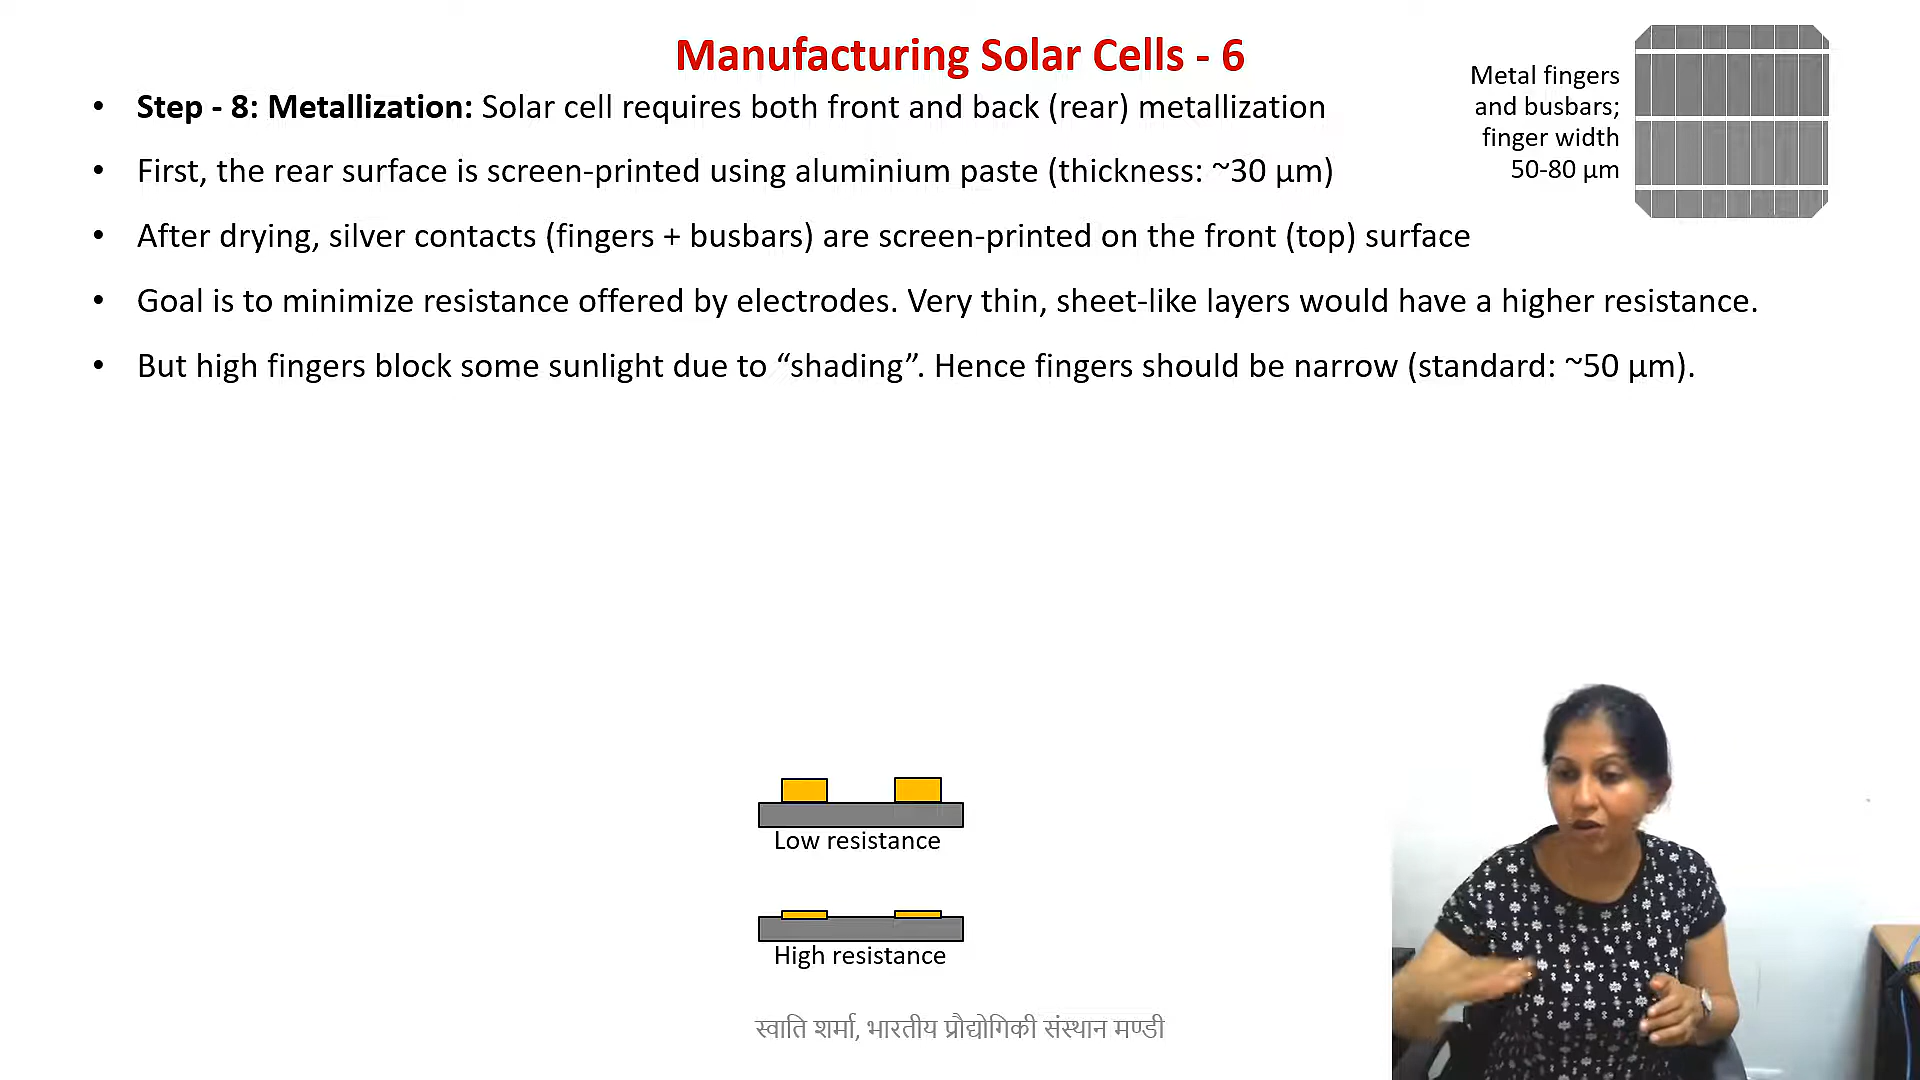 Manufacturing Solar Cells - 6
• Step - 8: Metallization: Solar cell requires both front and back (rear) metallization
• First, the rear surface is screen-printed using aluminium paste (thickness: ~30 µm)
• After drying, silver contacts (fingers + busbars) are screen-printed on the front (top) surface
• Goal is to minimize resistance offered by electrodes. Very thin, sheet-like layers would have a higher resistance.
• But high fingers block some sunlight due to “shading”. Hence fingers should be narrow (standard: ~50 µm).
Metal fingers
and busbars;
finger width
50-80 µm
Low resistance
High resistance
स्वाति शर्मा, भारतीय प्रौद्योगिकी संस्थान मण्डी